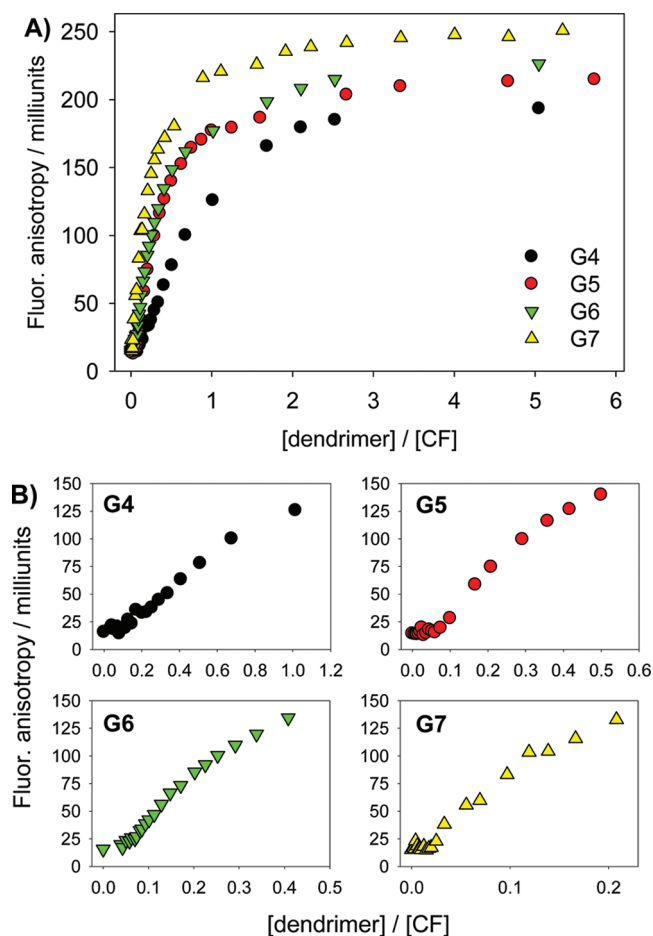 A)
Fluor. anisotropy / milliunits
250
200
150
100
50
0
G4
G5
G6
G7
0 1 2 3 4 5 6
[dendrimer] / [CF]
B)
Fluor. anisotropy / milliunits
G4
150
125
100
75
50
25
0
0.0 0.2 0.4 0.6 0.8 1.0 1.2
G5
150
125
100
75
50
25
0
0.0 0.1 0.2 0.3 0.4 0.5 0.6
G6
150
125
100
75
50
25
0
0.0 0.1 0.2 0.3 0.4 0.5
G7
150
125
100
75
50
25
0
0.0 0.1 0.2
[dendrimer] / [CF]